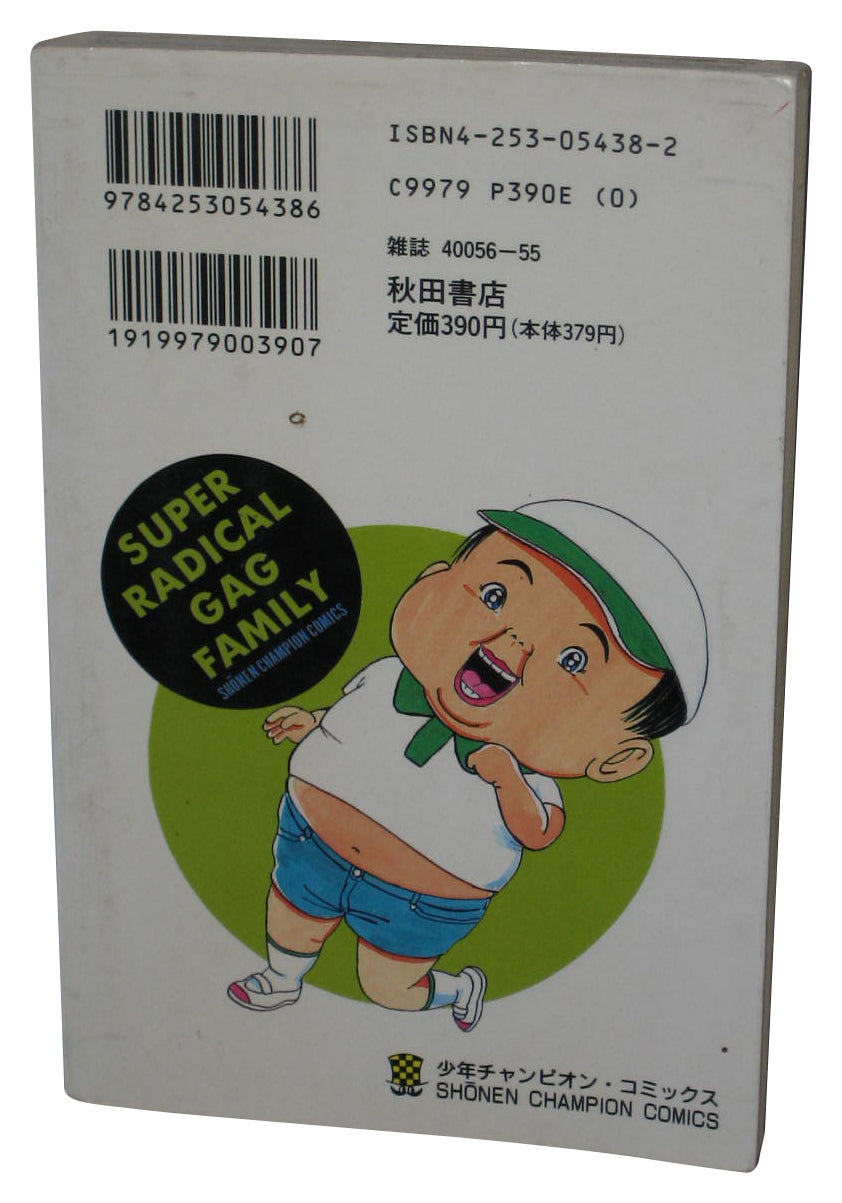 9784253054386
1919979003907
ISBN4-253-05438-2
C9979 P390E (0)
雑誌 40056-55
秋田書店
定価390円(本体379円)
SUPER
RADICAL
GAG
FAMILY
SHŌNEN CHAMPION COMICS
少年チャンピオン・コミックス
SHŌNEN CHAMPION COMICS